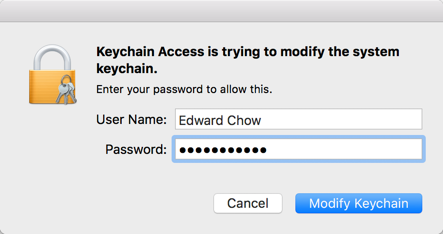 Keychain Access is trying to modify the system
keychain.
Enter your password to allow this.
User Name: Edward Chow
Password: ●●●●●●●●●●●
Cancel Modify Keychain